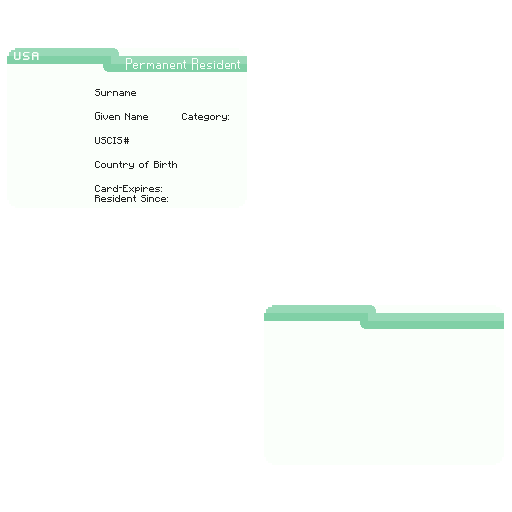 USA
Permanent Resident
Surname
Given Name Category:
USCIS#
Country of Birth
Card-Expires:
Resident Since: